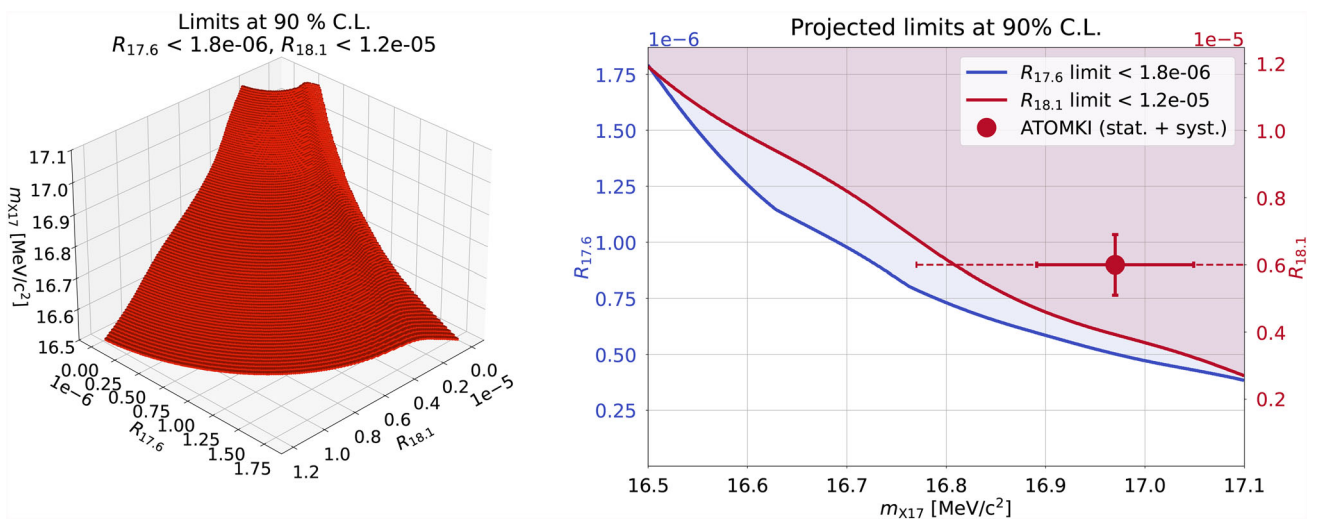 Limits at 90 % C.L.
R17.6 < 1.8e-06, R18.1 < 1.2e-05
17.1
17.0
16.9
16.8
16.7
16.6
16.5
mX17 [MeV/c²]
0.00
0.25
0.50
0.75
1.00
1.25
1.50
1.75
1e−6
R17.6
0.0
0.2
0.4
0.6
0.8
1.0
1.2
1e−5
R18.1
Projected limits at 90% C.L.
1e−6
1e−5
1.75
1.50
1.25
1.00
0.75
0.50
0.25
R17.6
R17.6 limit < 1.8e-06
R18.1 limit < 1.2e-05
ATOMKI (stat. + syst.)
1.2
1.0
0.8
0.6
0.4
0.2
R18.1
16.5 16.6 16.7 16.8 16.9 17.0 17.1
mX17 [MeV/c²]